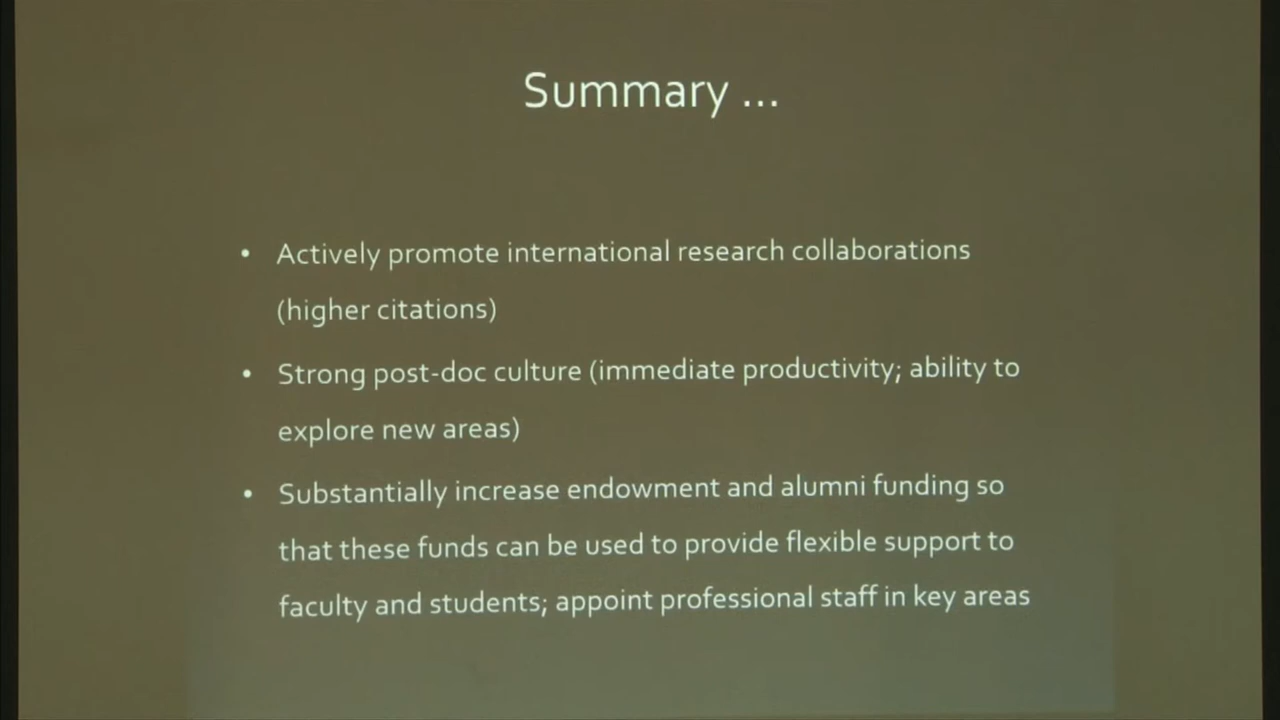 Summary ...
• Actively promote international research collaborations
(higher citations)
• Strong post-doc culture (immediate productivity; ability to
explore new areas)
• Substantially increase endowment and alumni funding so
that these funds can be used to provide flexible support to
faculty and students; appoint professional staff in key areas